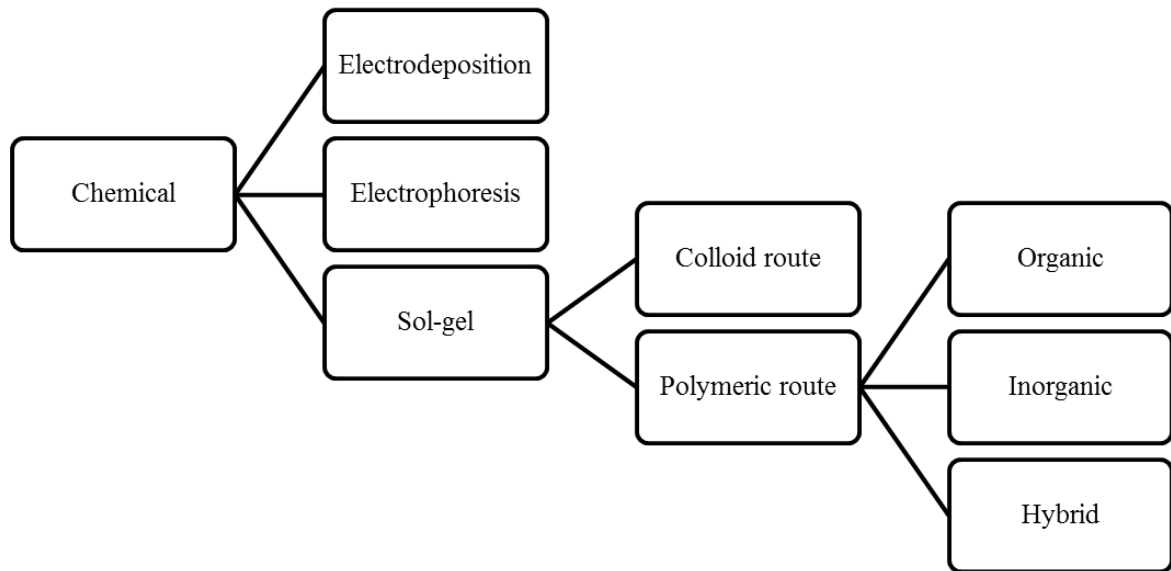 Chemical
Electrodeposition
Electrophoresis
Sol-gel
Colloid route
Polymeric route
Organic
Inorganic
Hybrid